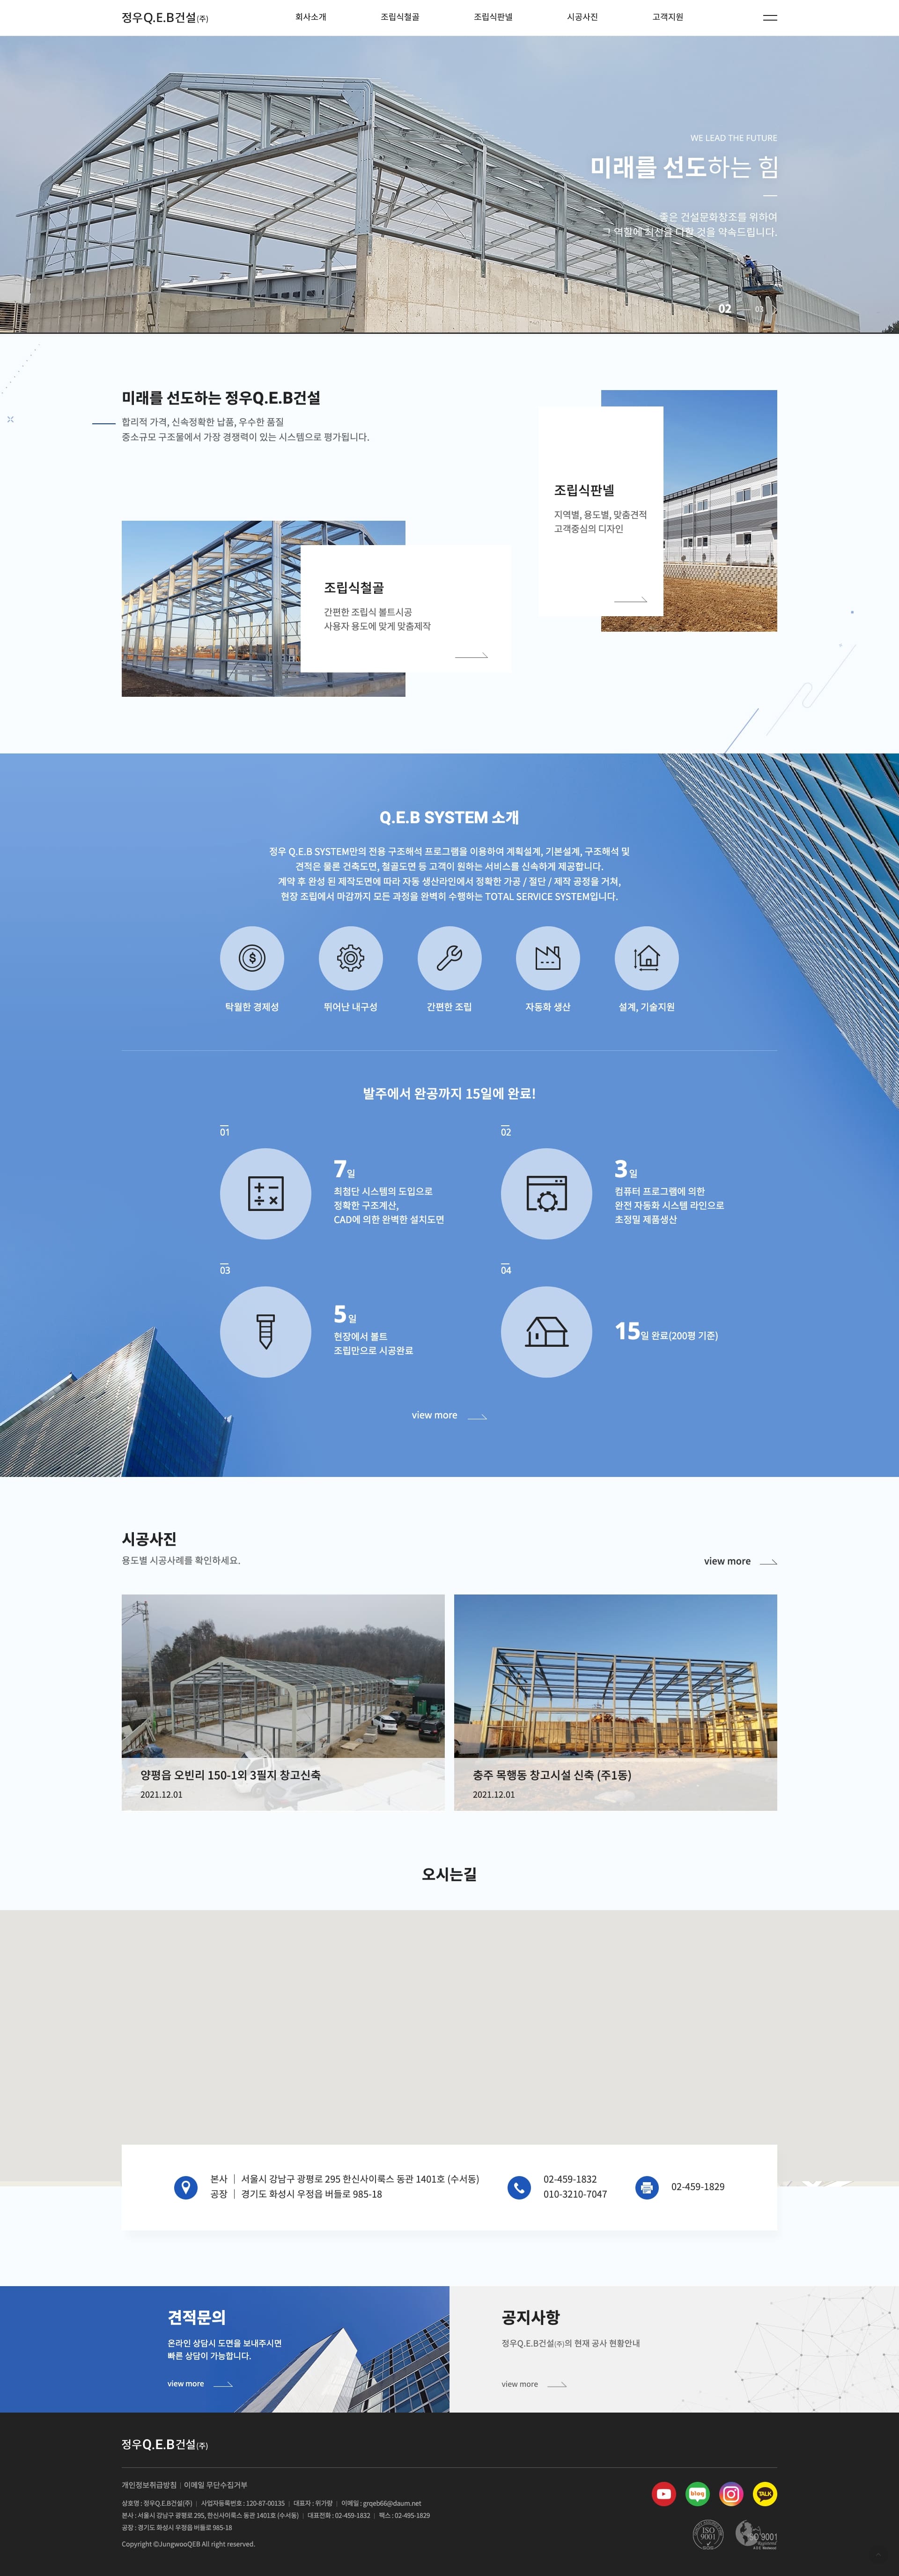 정우Q.E.B건설(주)
회사소개
조립식철골
조립식판넬
시공사진
고객지원
WE LEAD THE FUTURE
미래를 선도하는 힘
좋은 건설문화창조를 위하여
그 역할에 최선을 다할 것을 약속드립니다.
02
03
미래를 선도하는 정우Q.E.B건설
합리적 가격, 신속정확한 납품, 우수한 품질
중소규모 구조물에서 가장 경쟁력이 있는 시스템으로 평가됩니다.
조립식판넬
지역별, 용도별, 맞춤견적
고객중심의 디자인
조립식철골
간편한 조립식 볼트시공
사용자 용도에 맞게 맞춤제작
Q.E.B SYSTEM 소개
정우 Q.E.B SYSTEM만의 전용 구조해석 프로그램을 이용하여 계획설계, 기본설계, 구조해석 및
견적은 물론 건축도면, 철골도면 등 고객이 원하는 서비스를 신속하게 제공합니다.
계약 후 완성 된 제작도면에 따라 자동 생산라인에서 정확한 가공 / 절단 / 제작 공정을 거쳐,
현장 조립에서 마감까지 모든 과정을 완벽히 수행하는 TOTAL SERVICE SYSTEM입니다.
탁월한 경제성
뛰어난 내구성
간편한 조립
자동화 생산
설계, 기술지원
발주에서 완공까지 15일에 완료!
01
7일
최첨단 시스템의 도입으로
정확한 구조계산,
CAD에 의한 완벽한 설치도면
02
3일
컴퓨터 프로그램에 의한
완전 자동화 시스템 라인으로
초정밀 제품생산
03
5일
현장에서 볼트
조립만으로 시공완료
04
15일 완료(200평 기준)
view more
시공사진
용도별 시공사례를 확인하세요.
view more
양평읍 오빈리 150-1외 3필지 창고신축
2021.12.01
충주 목행동 창고시설 신축 (주1동)
2021.12.01
오시는길
본사 | 서울시 강남구 광평로 295 한신사이룩스 동관 1401호 (수서동)
공장 | 경기도 화성시 우정읍 버들로 985-18
02-459-1832
010-3210-7047
02-459-1829
견적문의
온라인 상담시 도면을 보내주시면
빠른 상담이 가능합니다.
view more
공지사항
정우Q.E.B건설(주)의 현재 공사 현황안내
view more
정우Q.E.B건설(주)
개인정보취급방침 | 이메일 무단수집거부
상호명 : 정우Q.E.B건설(주) | 사업자등록번호 : 120-87-00135 | 대표자 : 위가량 | 이메일 : grqeb66@daum.net
본사 : 서울시 강남구 광평로 295, 한신사이룩스 동관 1401호 (수서동) | 대표전화 : 02-459-1832 | 팩스 : 02-495-1829
공장 : 경기도 화성시 우정읍 버들로 985-18
Copyright ©JungwooQEB All right reserved.
blog
TALK
ISO
9001
ISO 9001